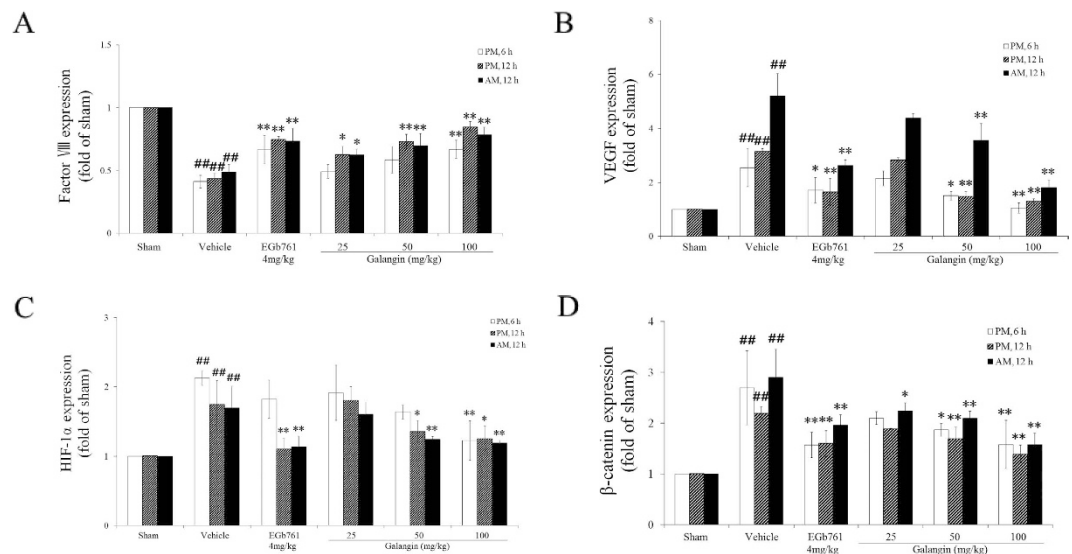 A
Factor Ⅷ expression
(fold of sham)
1.5
1
0.5
0
PM, 6 h
PM, 12 h
AM, 12 h
## ## ##
** ** **
* *
** **
** ** **
Sham Vehicle EGb761 25 50 100
4mg/kg Galangin (mg/kg)
B
VEGF expression
(fold of sham)
8
6
4
2
0
PM, 6 h
PM, 12 h
AM, 12 h
## ## ##
* ** **
* ** **
** ** **
Sham Vehicle EGb761 25 50 100
4mg/kg Galangin (mg/kg)
C
HIF-1α expression
(fold of sham)
3
2
1
0
PM, 6 h
PM, 12 h
AM, 12 h
## ## ##
** **
* **
** * **
Sham Vehicle EGb761 25 50 100
4mg/kg Galangin (mg/kg)
D
β-catenin expression
(fold of sham)
4
3
2
1
0
PM, 6 h
PM, 12 h
AM, 12 h
## ## ##
** ** **
*
* ** **
** ** **
Sham Vehicle EGb761 25 50 100
4mg/kg Galangin (mg/kg)